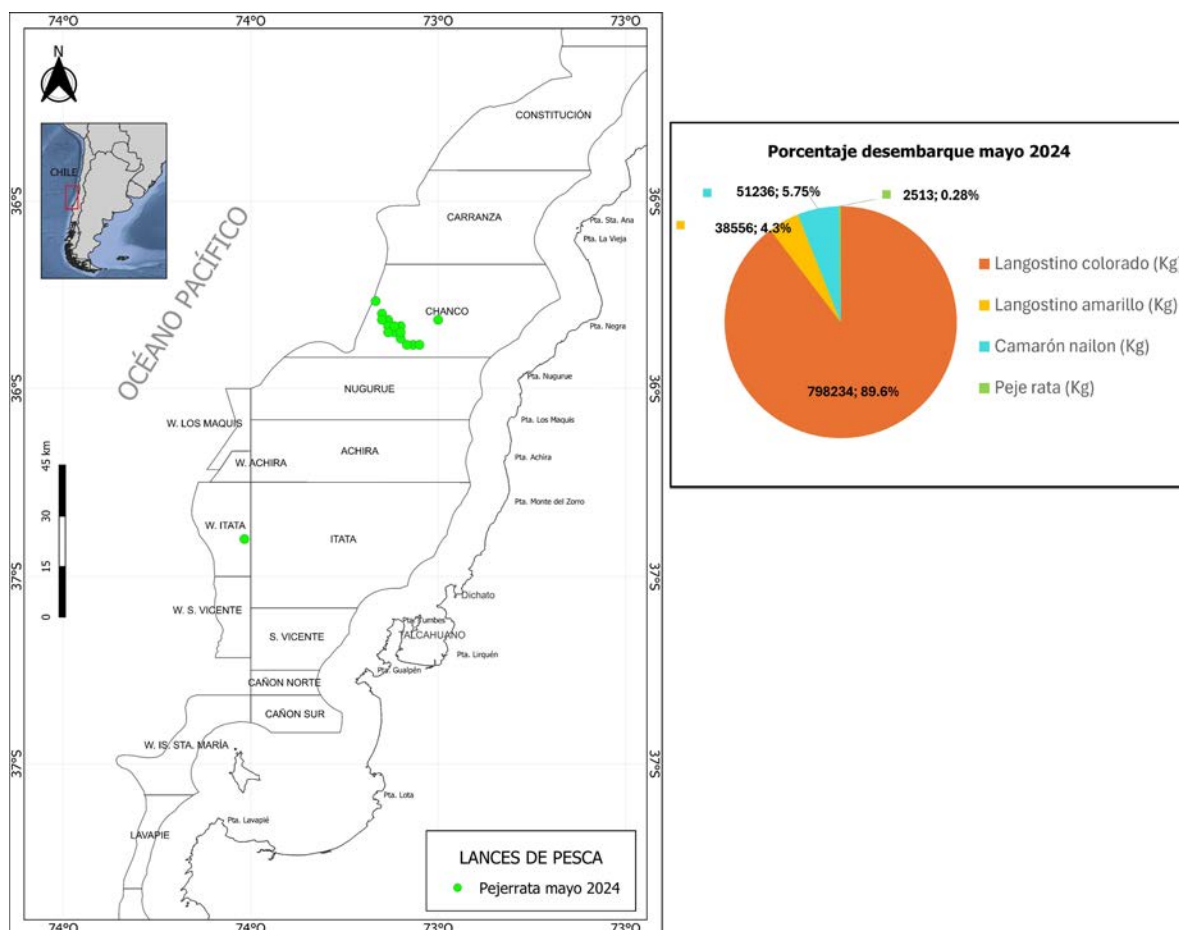 74°O
74°O
73°O
73°O
N
CHILE
OCÉANO PACÍFICO
36°S
36°S
36°S
36°S
37°S
37°S
37°S
37°S
CONSTITUCIÓN
CARRANZA
Pta. Sta. Ana
Pta. La Vieja
CHANCO
Pta. Negra
NUGURUE
Pta. Nugurue
W. LOS MAQUIS
Pta. Los Maquis
ACHIRA
W. ACHIRA
Pta. Achira
45 km
30
15
0
Pta. Monte del Zorro
W. ITATA
ITATA
Dichato
W. S. VICENTE
Pta. Tumbes
TALCAHUANO
S. VICENTE
Pta. Lirquén
Pta. Gualpén
CAÑON NORTE
CAÑON SUR
W. IS. STA. MARÍA
Pta. Lota
Pta. Lavapié
LAVAPIE
LANCES DE PESCA
Pejerrata mayo 2024
74°O
74°O
73°O
73°O
Porcentaje desembarque mayo 2024
51236; 5.75%
2513; 0.28%
38556; 4.3%
798234; 89.6%
Langostino colorado (Kg)
Langostino amarillo (Kg)
Camarón nailon (Kg)
Peje rata (Kg)